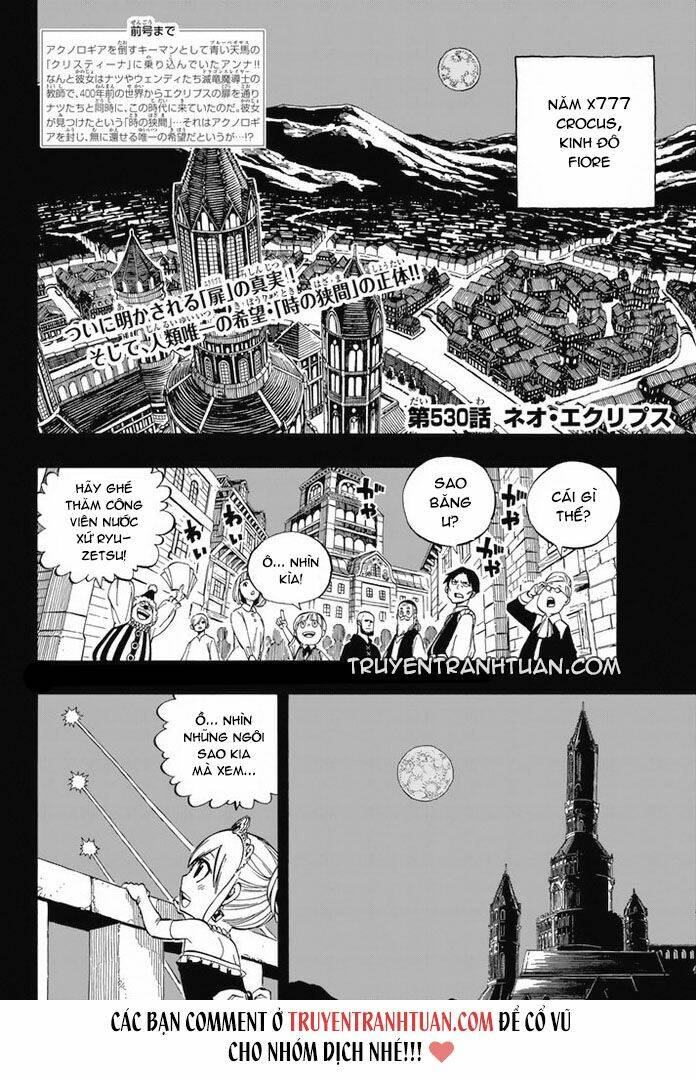 前号まで
アクノロギアを倒すキーマンとして青い天馬の
「クリスティーナ」に乗り込んでいたアンナ!!
なんと彼女はナツやウェンディたち滅竜魔導士の
教師で、400年前の世界からエクリプスの扉を通り
ナツたちと同時に、この時代に来ていたのだ。彼女
が見つけたという「時の狭間」…それはアクノロギ
アを封じ、無に還せる唯一の希望だというが…!?
NĂM X777
CROCUS,
KINH ĐÔ
FIORE
ついに明かされる「扉」の真実！
そして、人類唯一の希望・「時の狭間」の正体!!
第530話 ネオ・エクリプス
HÃY GHÉ
THĂM CÔNG
VIÊN NƯỚC
XỨ RYU-
ZETSU!
わい
わい
Ô... NHÌN
KÌA!
ガヤ
SAO
BĂNG
Ư?
ガヤ
CÁI GÌ
THẾ?
TRUYENTRANHTUAN.COM
Ồ... NHÌN
NHỮNG NGÔI
SAO KIA
MÀ XEM...
CÁC BẠN COMMENT Ở TRUYENTRANHTUAN.COM ĐỂ CỔ VŨ
CHO NHÓM DỊCH NHÉ!!! ❤